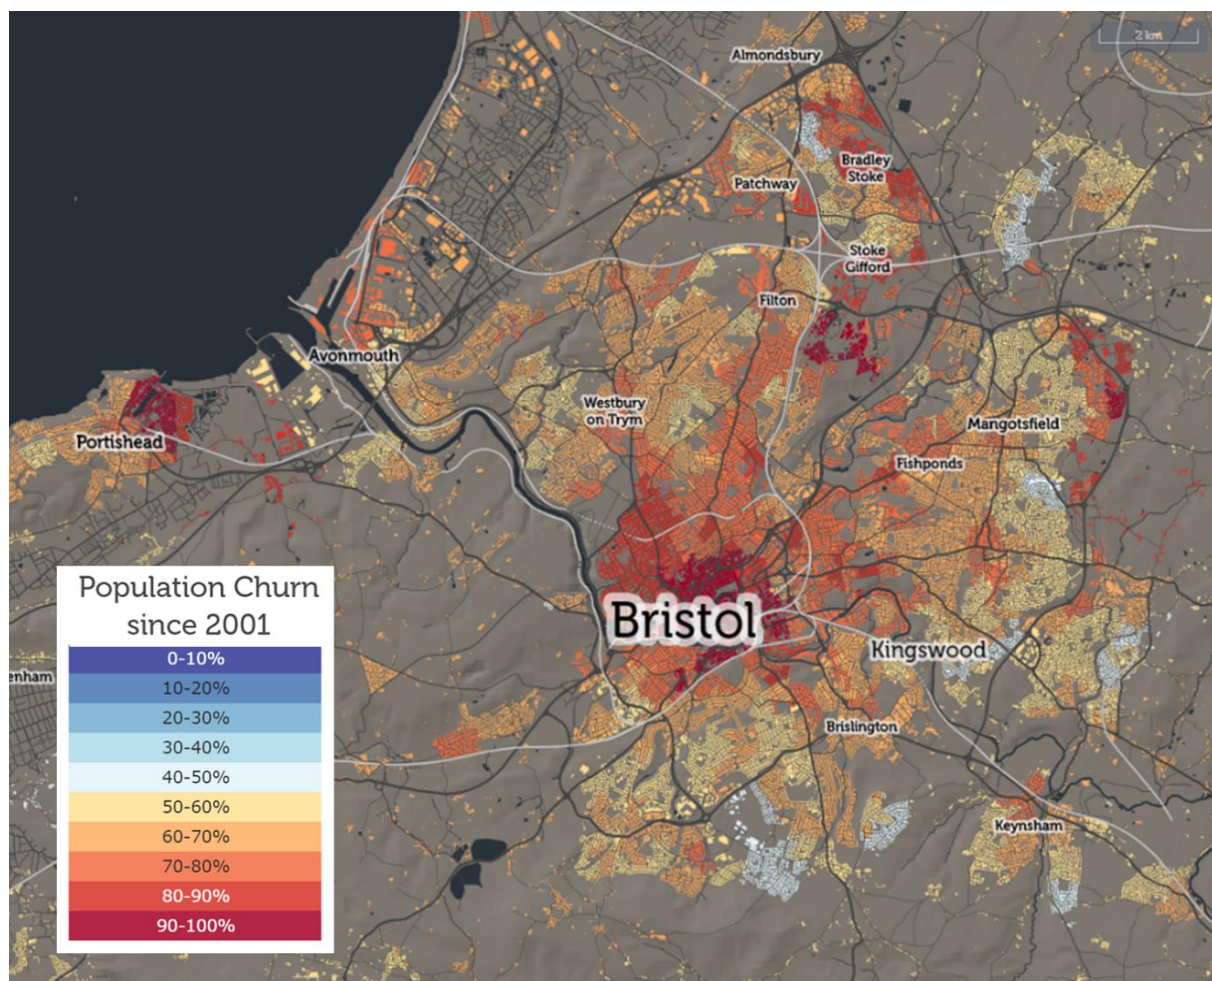 2 km
Almondsbury
Bradley
Stoke
Patchway
Stoke
Gifford
Filton
Avonmouth
Westbury
on Trym
Mangotsfield
Portishead
Fishponds
Bristol
Kingswood
enham
Brislington
Keynsham
Population Churn
since 2001
0-10%
10-20%
20-30%
30-40%
40-50%
50-60%
60-70%
70-80%
80-90%
90-100%